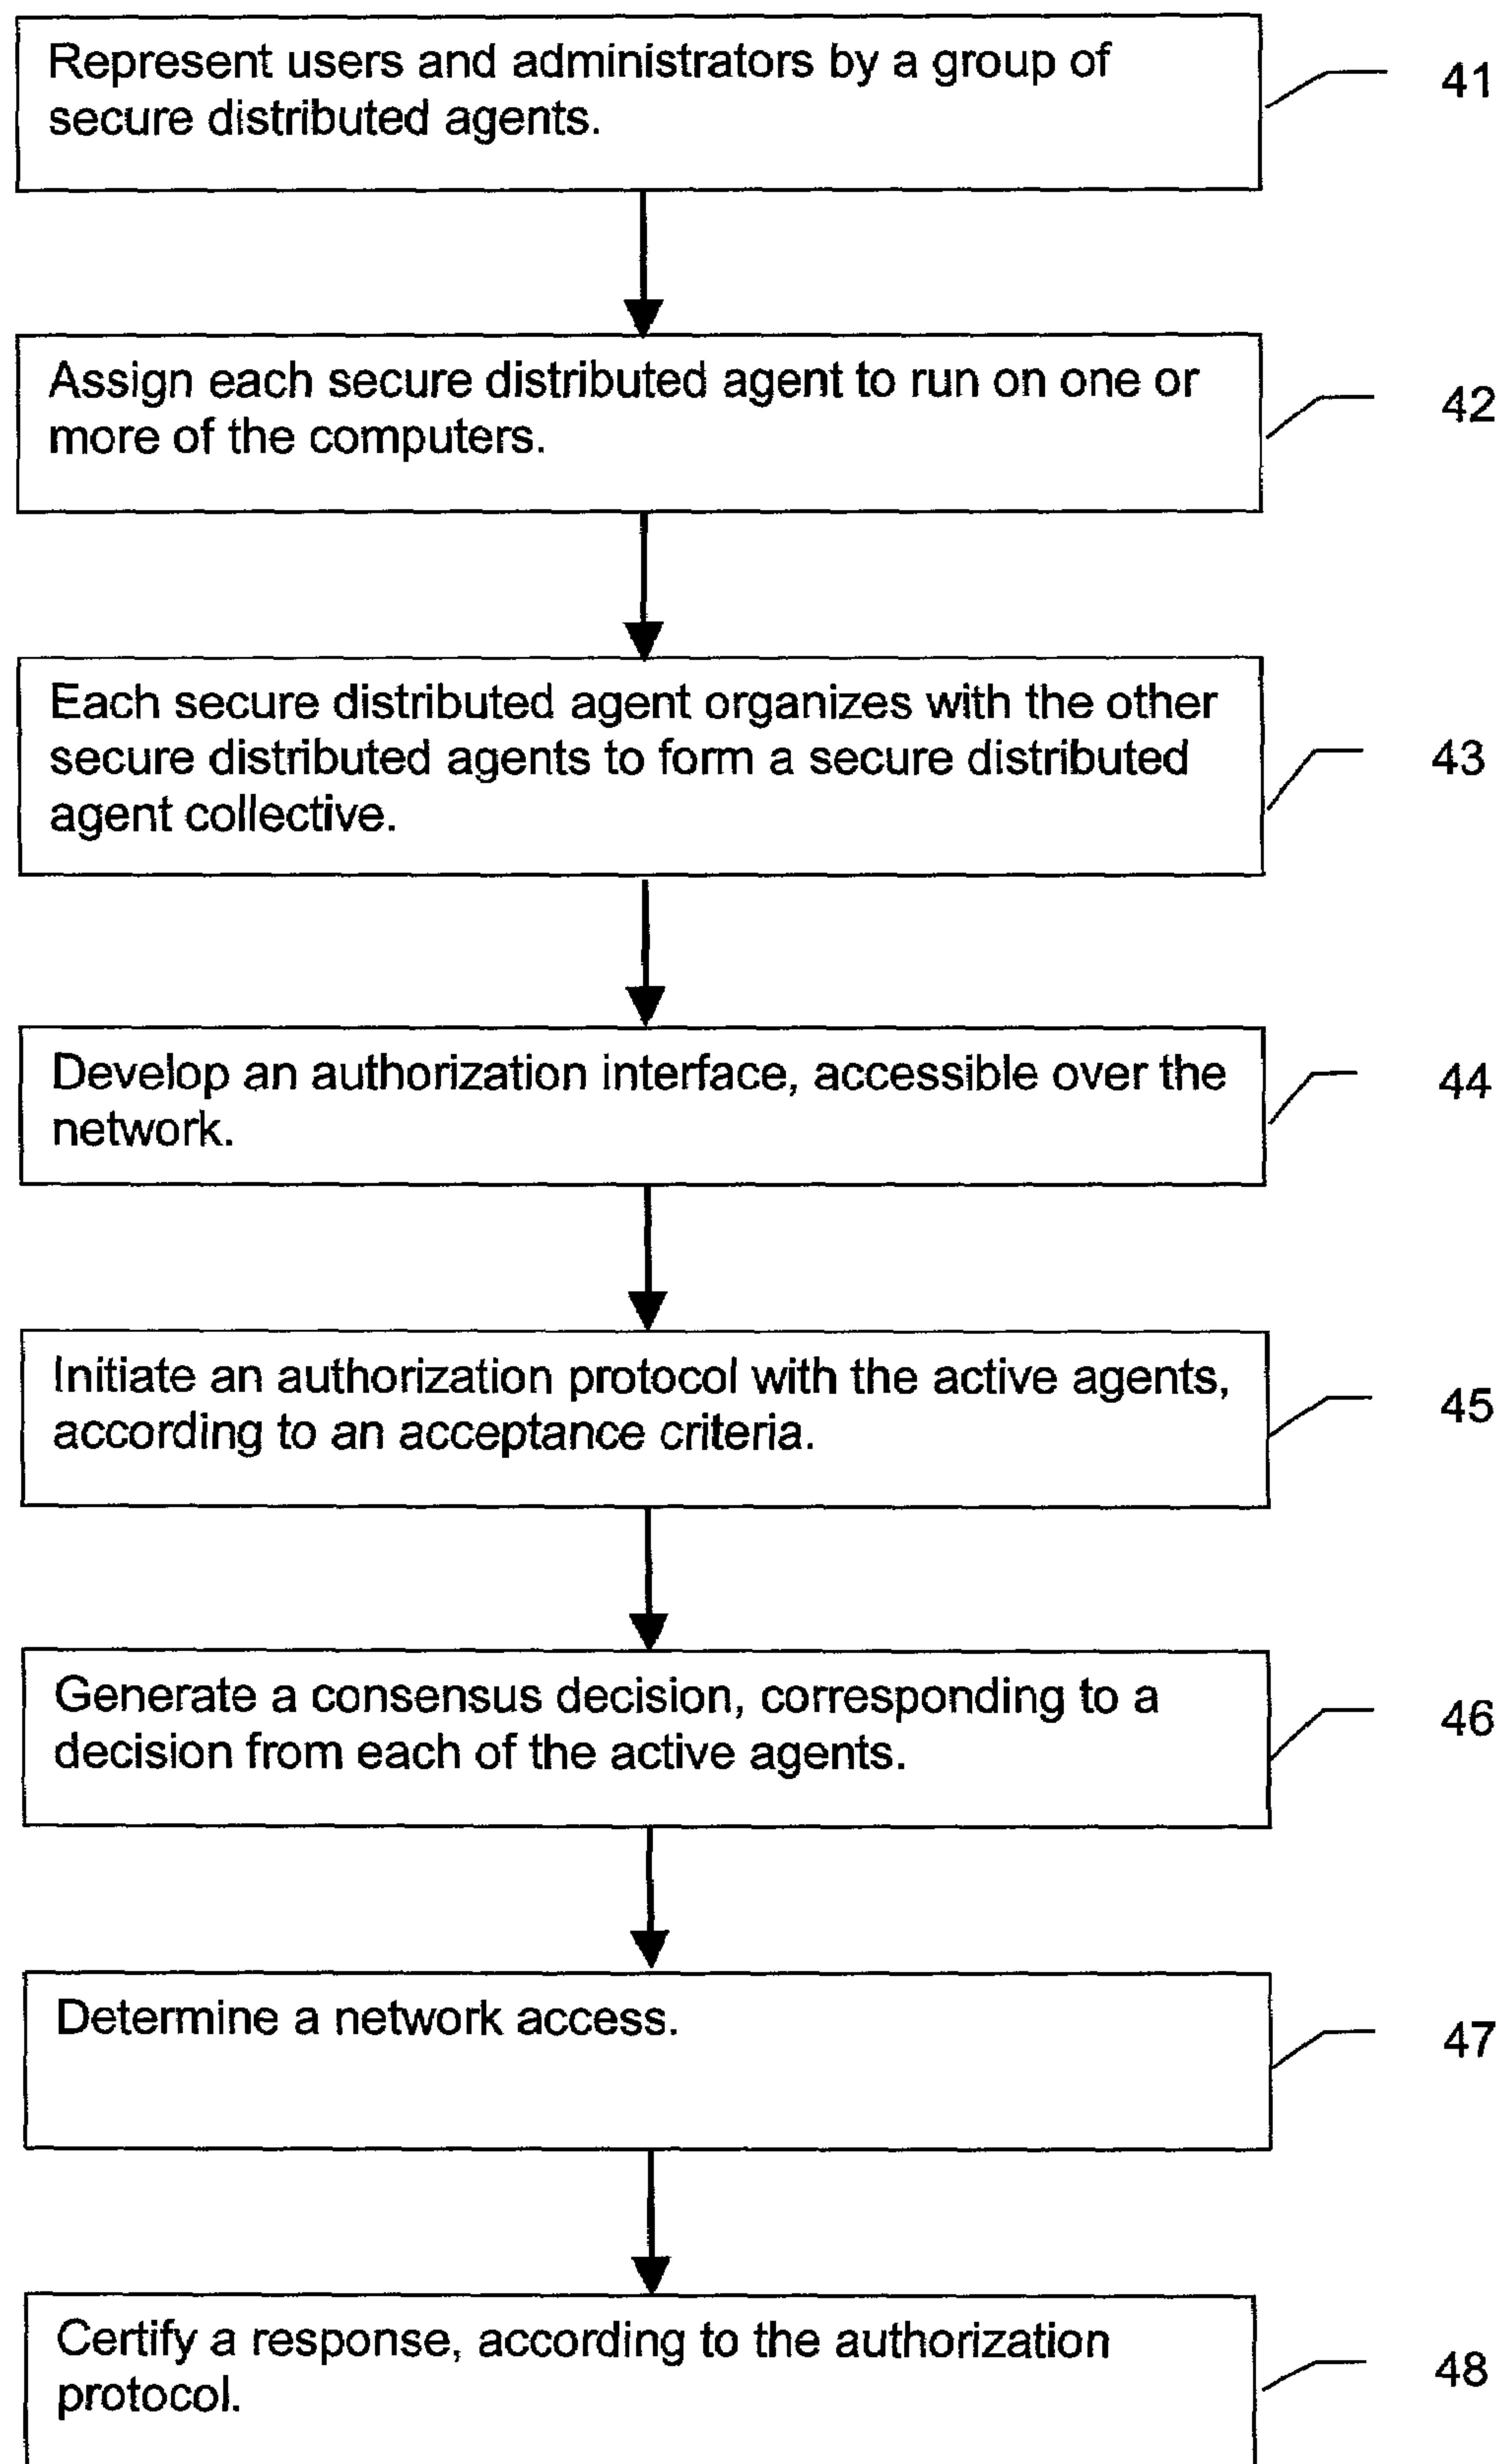 Represent users and administrators by a group of
secure distributed agents.
41
Assign each secure distributed agent to run on one or
more of the computers.
42
Each secure distributed agent organizes with the other
secure distributed agents to form a secure distributed
agent collective.
43
Develop an authorization interface, accessible over the
network.
44
Initiate an authorization protocol with the active agents,
according to an acceptance criteria.
45
Generate a consensus decision, corresponding to a
decision from each of the active agents.
46
Determine a network access.
47
Certify a response, according to the authorization
protocol.
48